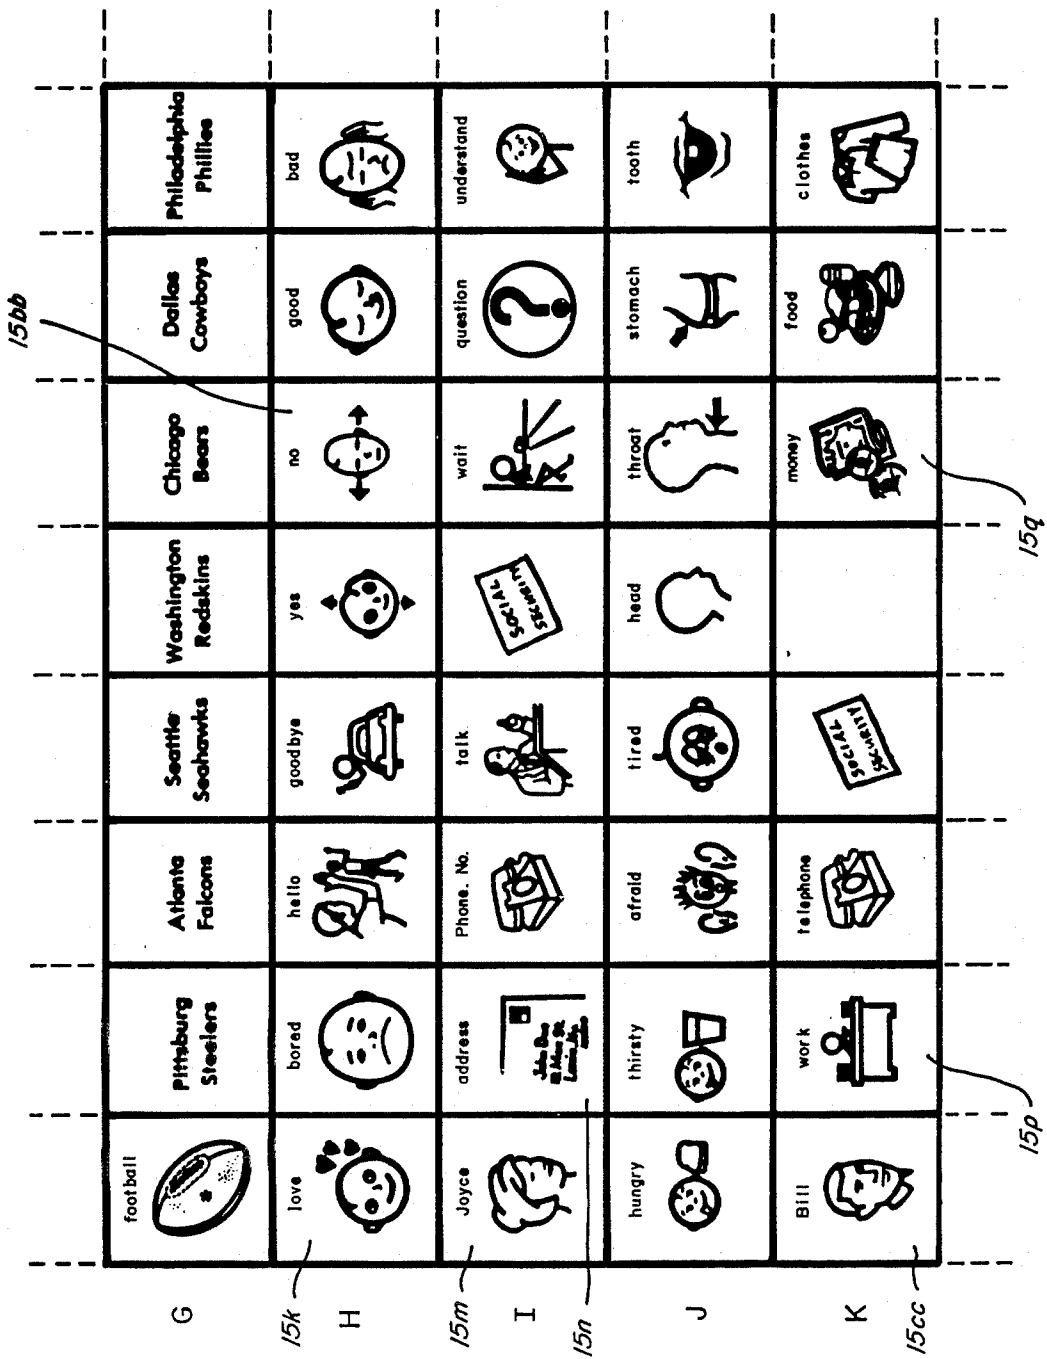 15bb
G
football
Pittsburg
Steelers
Atlanta
Falcons
Seattle
Seahawks
Washington
Redskins
Chicago
Bears
Dallas
Cowboys
Philadelphia
Phillies
15k
H
love
bored
hello
goodbye
yes
no
good
bad
15m
I
Joyce
address
John Doe
Phone. No.
talk
SOCIAL
SECURITY
wait
question
?
understand
15n
J
hungry
thirsty
afraid
tired
head
throat
stomach
tooth
K
Bill
work
telephone
SOCIAL
SECURITY
money
food
clothes
15cc
15p
15q